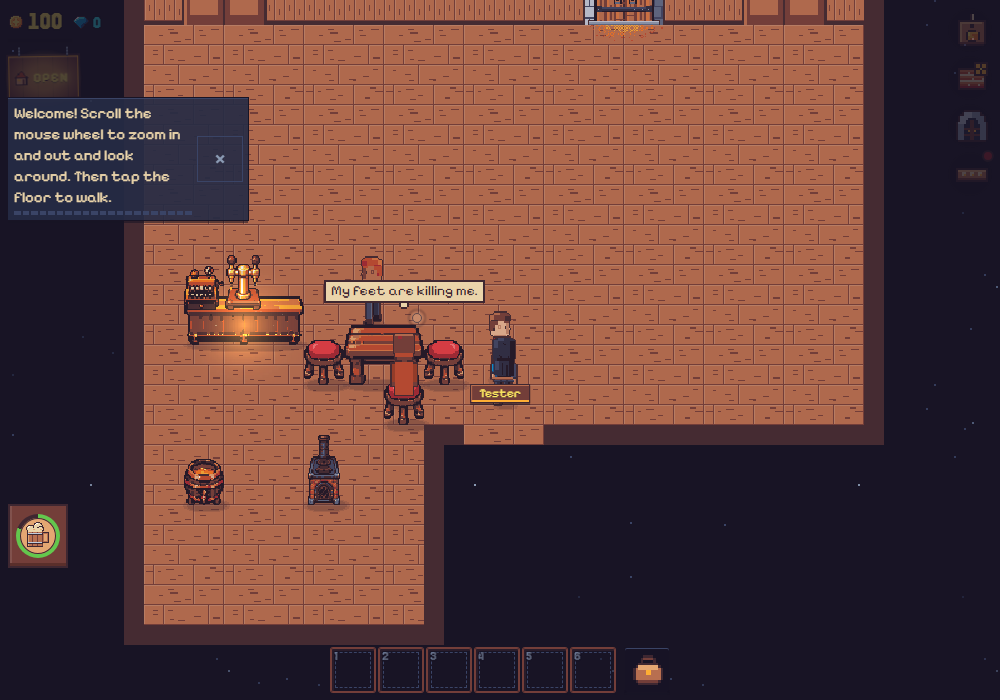 100 0
OPEN
Welcome! Scroll the
mouse wheel to zoom in
and out and look
around. Then tap the
floor to walk.
×
My feet are killing me.
Tester
1 2 3 4 5 6